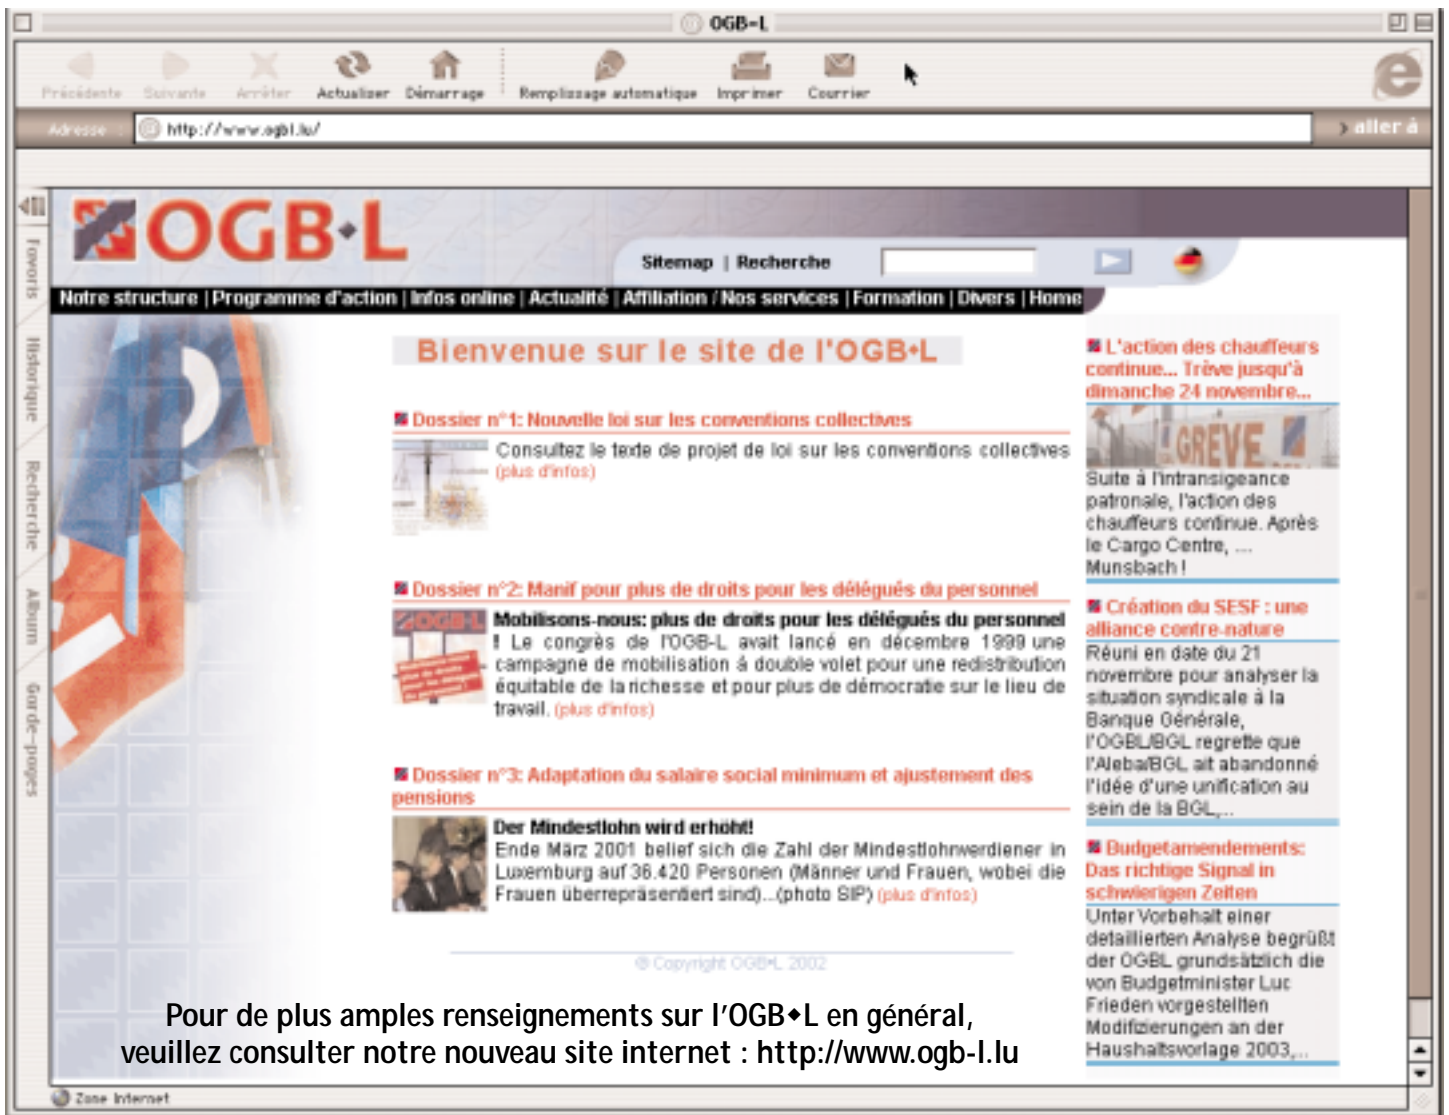 OGB-L
Précédente Suivante Arrêter Actualiser Démarrage Remplissage automatique Imprimer Courrier
Adresse : http://www.ogbl.lu/ aller à
Favoris
Historique
Recherche
Album
Garde-pages
OGB•L
Sitemap | Recherche
Notre structure | Programme d'action | Infos online | Actualité | Affiliation / Nos services | Formation | Divers | Home
Bienvenue sur le site de l'OGB•L
Dossier n°1: Nouvelle loi sur les conventions collectives
Consultez le texte de projet de loi sur les conventions collectives
(plus d'infos)
Dossier n°2: Manif pour plus de droits pour les délégués du personnel
OGB-L
Mobilisons-nous
plus de droits
pour les délégués
du personnel !
Mobilisons-nous: plus de droits pour les délégués du personnel
! Le congrès de l'OGB-L avait lancé en décembre 1999 une
campagne de mobilisation á double volet pour une redistribution
équitable de la richesse et pour plus de démocratie sur le lieu de
travail. (plus d'infos)
Dossier n°3: Adaptation du salaire social minimum et ajustement des
pensions
Der Mindestlohn wird erhöht!
Ende März 2001 belief sich die Zahl der Mindestlohnverdiener in
Luxemburg auf 36.420 Personen (Männer und Frauen, wobei die
Frauen überrepräsentiert sind)...(photo SIP) (plus d'infos)
© Copyright OGB•L 2002
L'action des chauffeurs
continue... Trève jusqu'à
dimanche 24 novembre...
GREVE
Suite à l'intransigeance
patronale, l'action des
chauffeurs continue. Après
le Cargo Centre, ...
Munsbach !
Création du SESF : une
alliance contre-nature
Réuni en date du 21
novembre pour analyser la
situation syndicale à la
Banque Générale,
l'OGBL/BGL regrette que
l'Aleba/BGL ait abandonné
l'idée d'une unification au
sein de la BGL,...
Budgetamendements:
Das richtige Signal in
schwierigen Zeiten
Unter Vorbehalt einer
detaillierten Analyse begrüßt
der OGBL grundsätzlich die
von Budgetminister Luc
Frieden vorgestellten
Modifizierungen an der
Haushaltsvorlage 2003,...
Pour de plus amples renseignements sur l'OGB•L en général,
veuillez consulter notre nouveau site internet : http://www.ogb-l.lu
Zone Internet